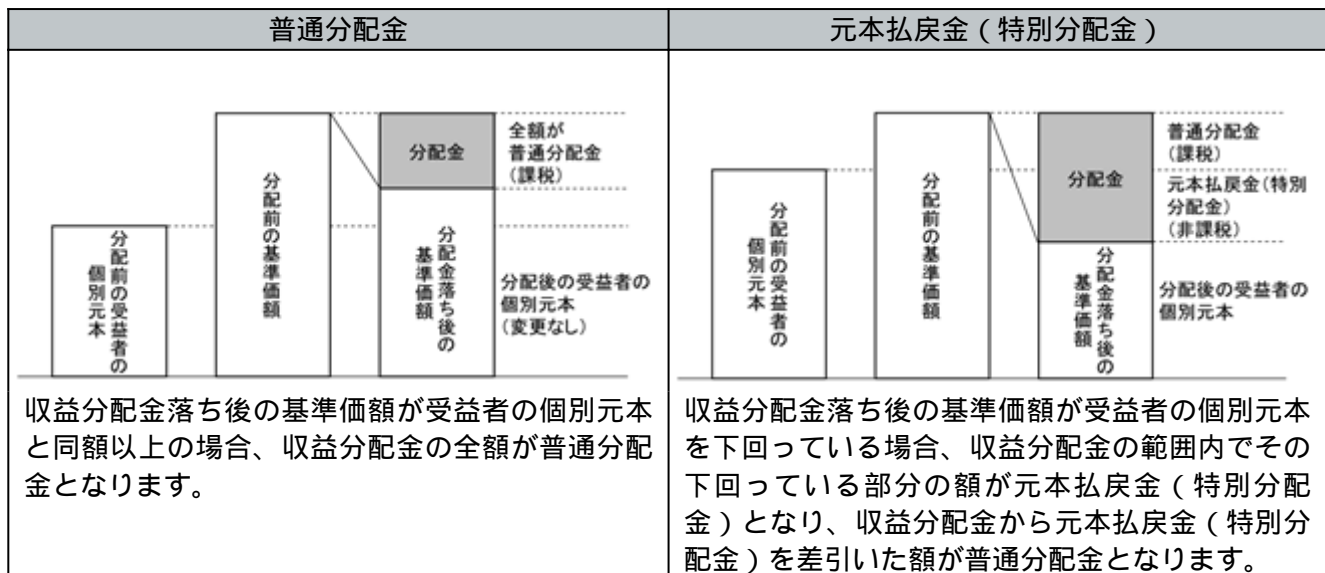 普通分配金
分配前の受益者の
個別元本
分配前の基準価額
分配金
分配金落ち後の
基準価額
全額が
普通分配金
(課税)
分配後の受益者の
個別元本
(変更なし)
収益分配金落ち後の基準価額が受益者の個別元本
と同額以上の場合、収益分配金の全額が普通分配
金となります。
元本払戻金(特別分配金)
分配前の受益者の
個別元本
分配前の基準価額
分配金
分配金落ち後の
基準価額
普通分配金
(課税)
元本払戻金(特別
分配金)
(非課税)
分配後の受益者の
個別元本
収益分配金落ち後の基準価額が受益者の個別元本
を下回っている場合、収益分配金の範囲内でその
下回っている部分の額が元本払戻金(特別分配
金)となり、収益分配金から元本払戻金(特別分
配金)を差引いた額が普通分配金となります。